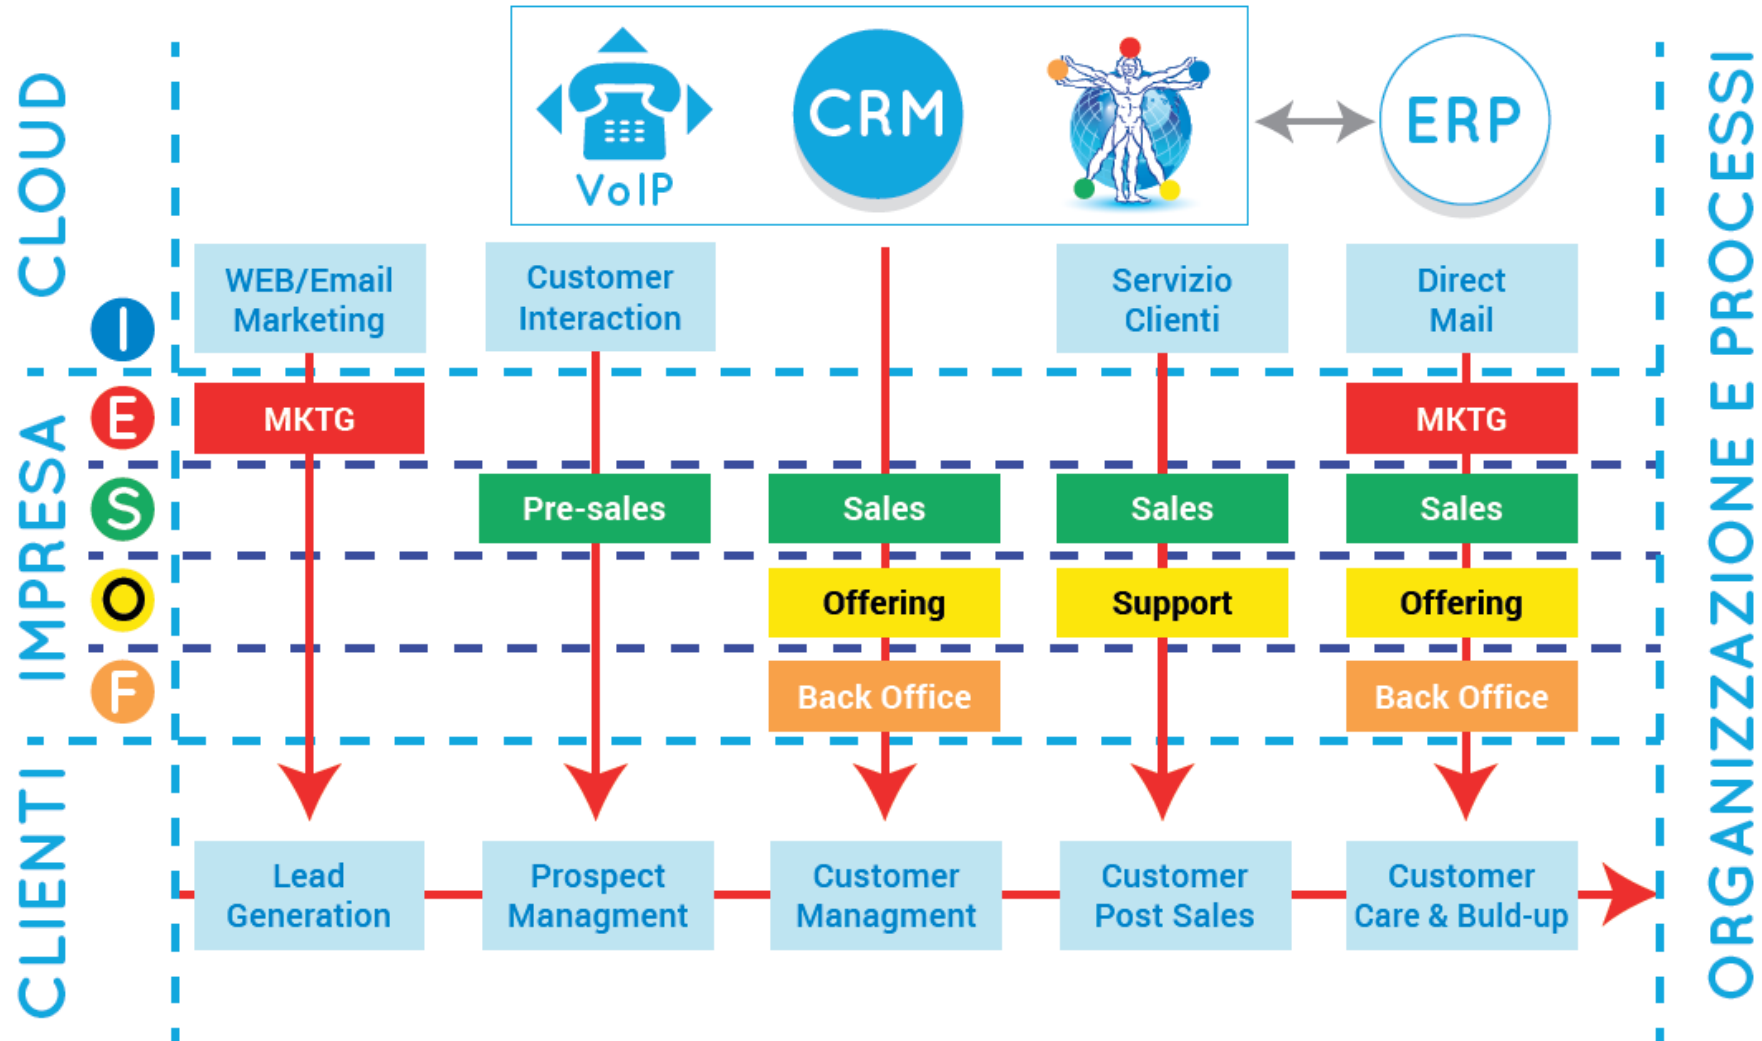 CLOUD
IMPRESA
CLIENTI
I
E
S
O
F
VoIP
CRM
ERP
WEB/Email
Marketing
Customer
Interaction
Servizio
Clienti
Direct
Mail
MKTG
MKTG
Pre-sales
Sales
Sales
Sales
Offering
Support
Offering
Back Office
Back Office
Lead
Generation
Prospect
Managment
Customer
Managment
Customer
Post Sales
Customer
Care & Buld-up
ORGANIZZAZIONE E PROCESSI